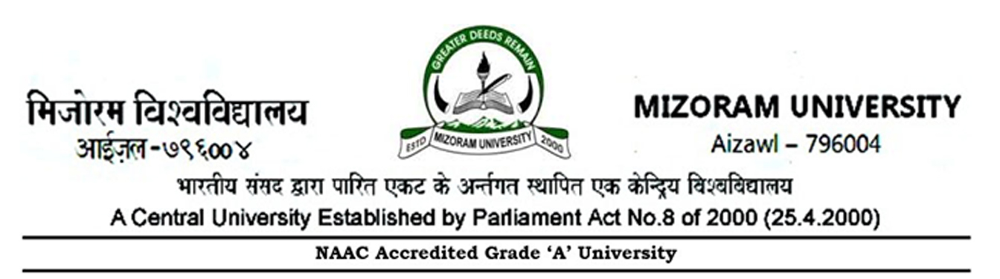 GREATER DEEDS REMAIN
मिजोरम विश्वविद्यालय
आईज़ल-७९६00४
ESTD MIZORAM UNIVERSITY 2000
MIZORAM UNIVERSITY
Aizawl – 796004
भारतीय संसद द्वारा पारित एकट के अर्न्तगत स्थापित एक केन्द्रिय विश्वविद्यालय
A Central University Established by Parliament Act No.8 of 2000 (25.4.2000)
NAAC Accredited Grade ‘A’ University